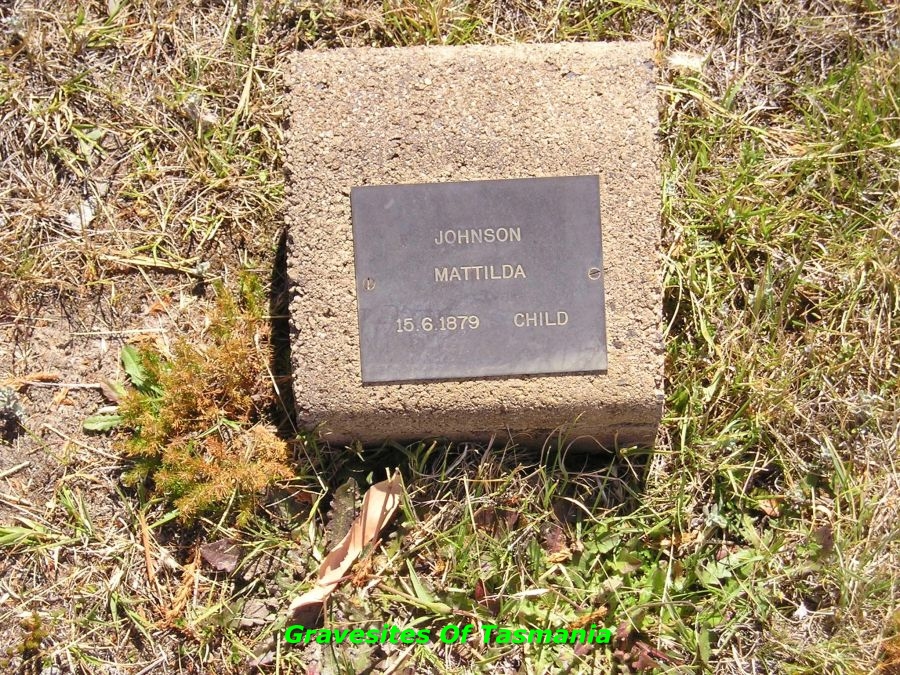 JOHNSON
MATTILDA
15.6.1879 CHILD
Gravesites Of Tasmania